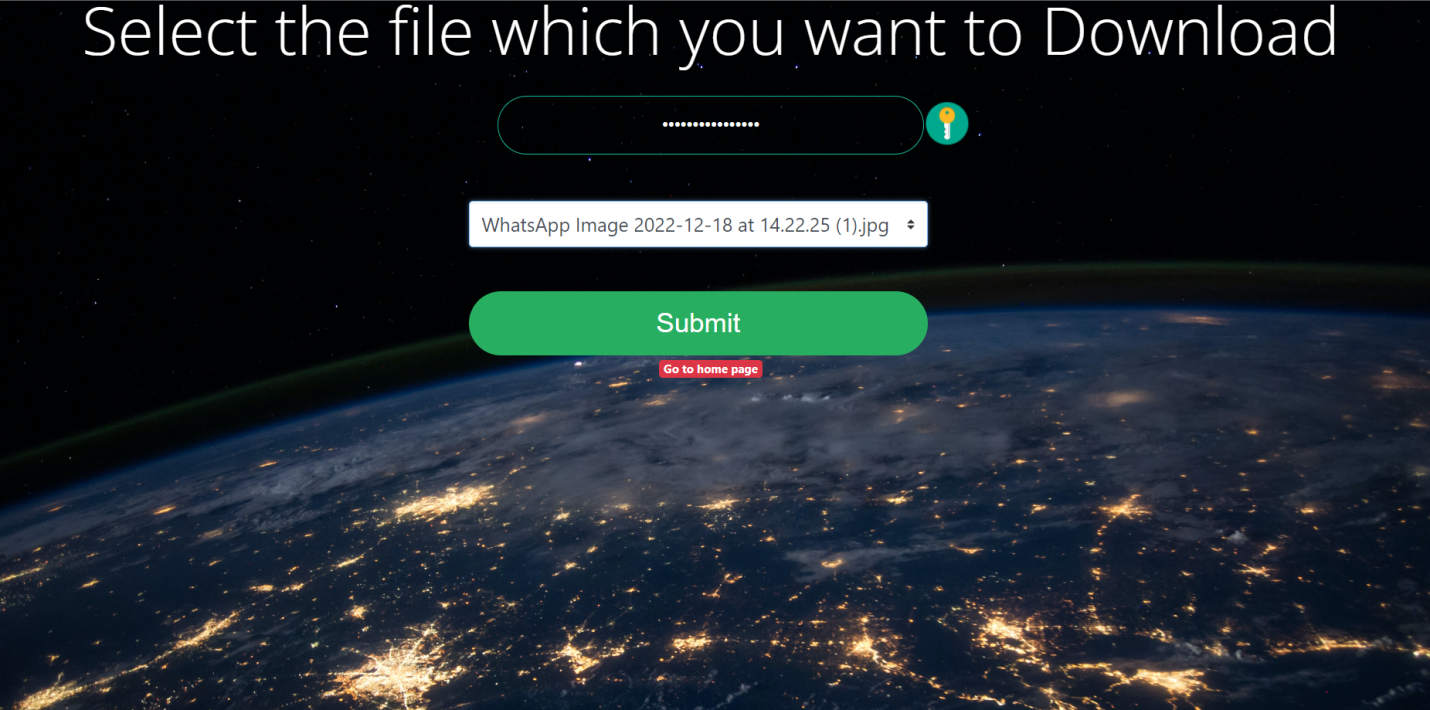 Select the file which you want to Download
••••••••••••••••
WhatsApp Image 2022-12-18 at 14.22.25 (1).jpg
Submit
Go to home page